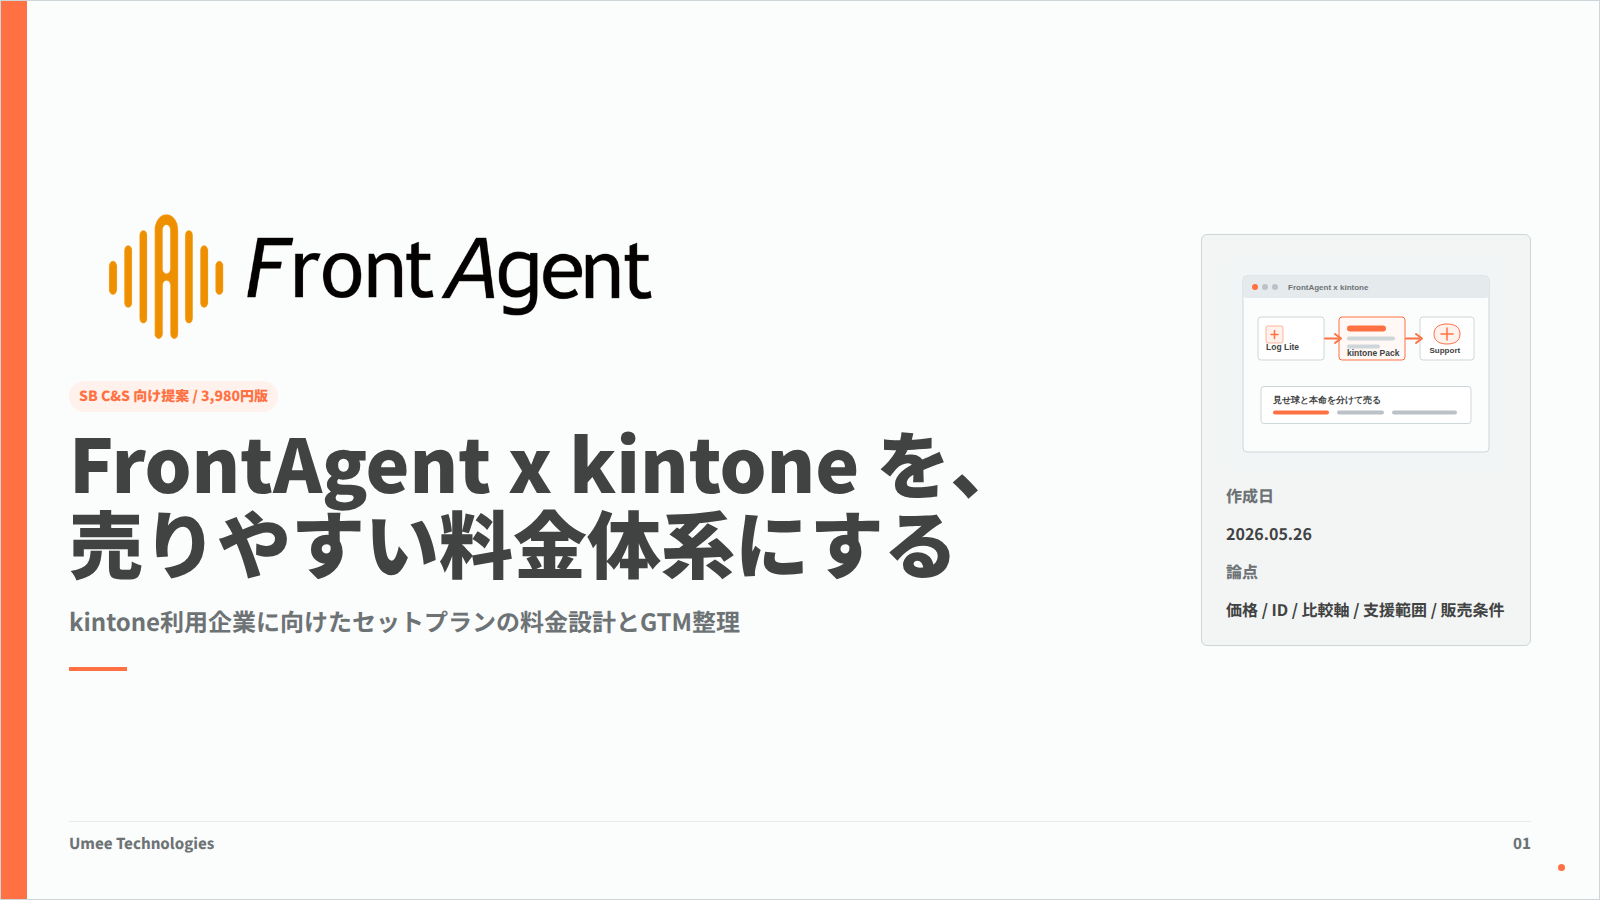 Front Agent
SB C&S 向け提案 / 3,980円版
FrontAgent x kintone を、
売りやすい料金体系にする
kintone利用企業に向けたセットプランの料金設計とGTM整理
FrontAgent x kintone
Log Lite
kintone Pack
Support
見せ球と本命を分けて売る
作成日
2026.05.26
論点
価格 / ID / 比較軸 / 支援範囲 / 販売条件
Umee Technologies
01